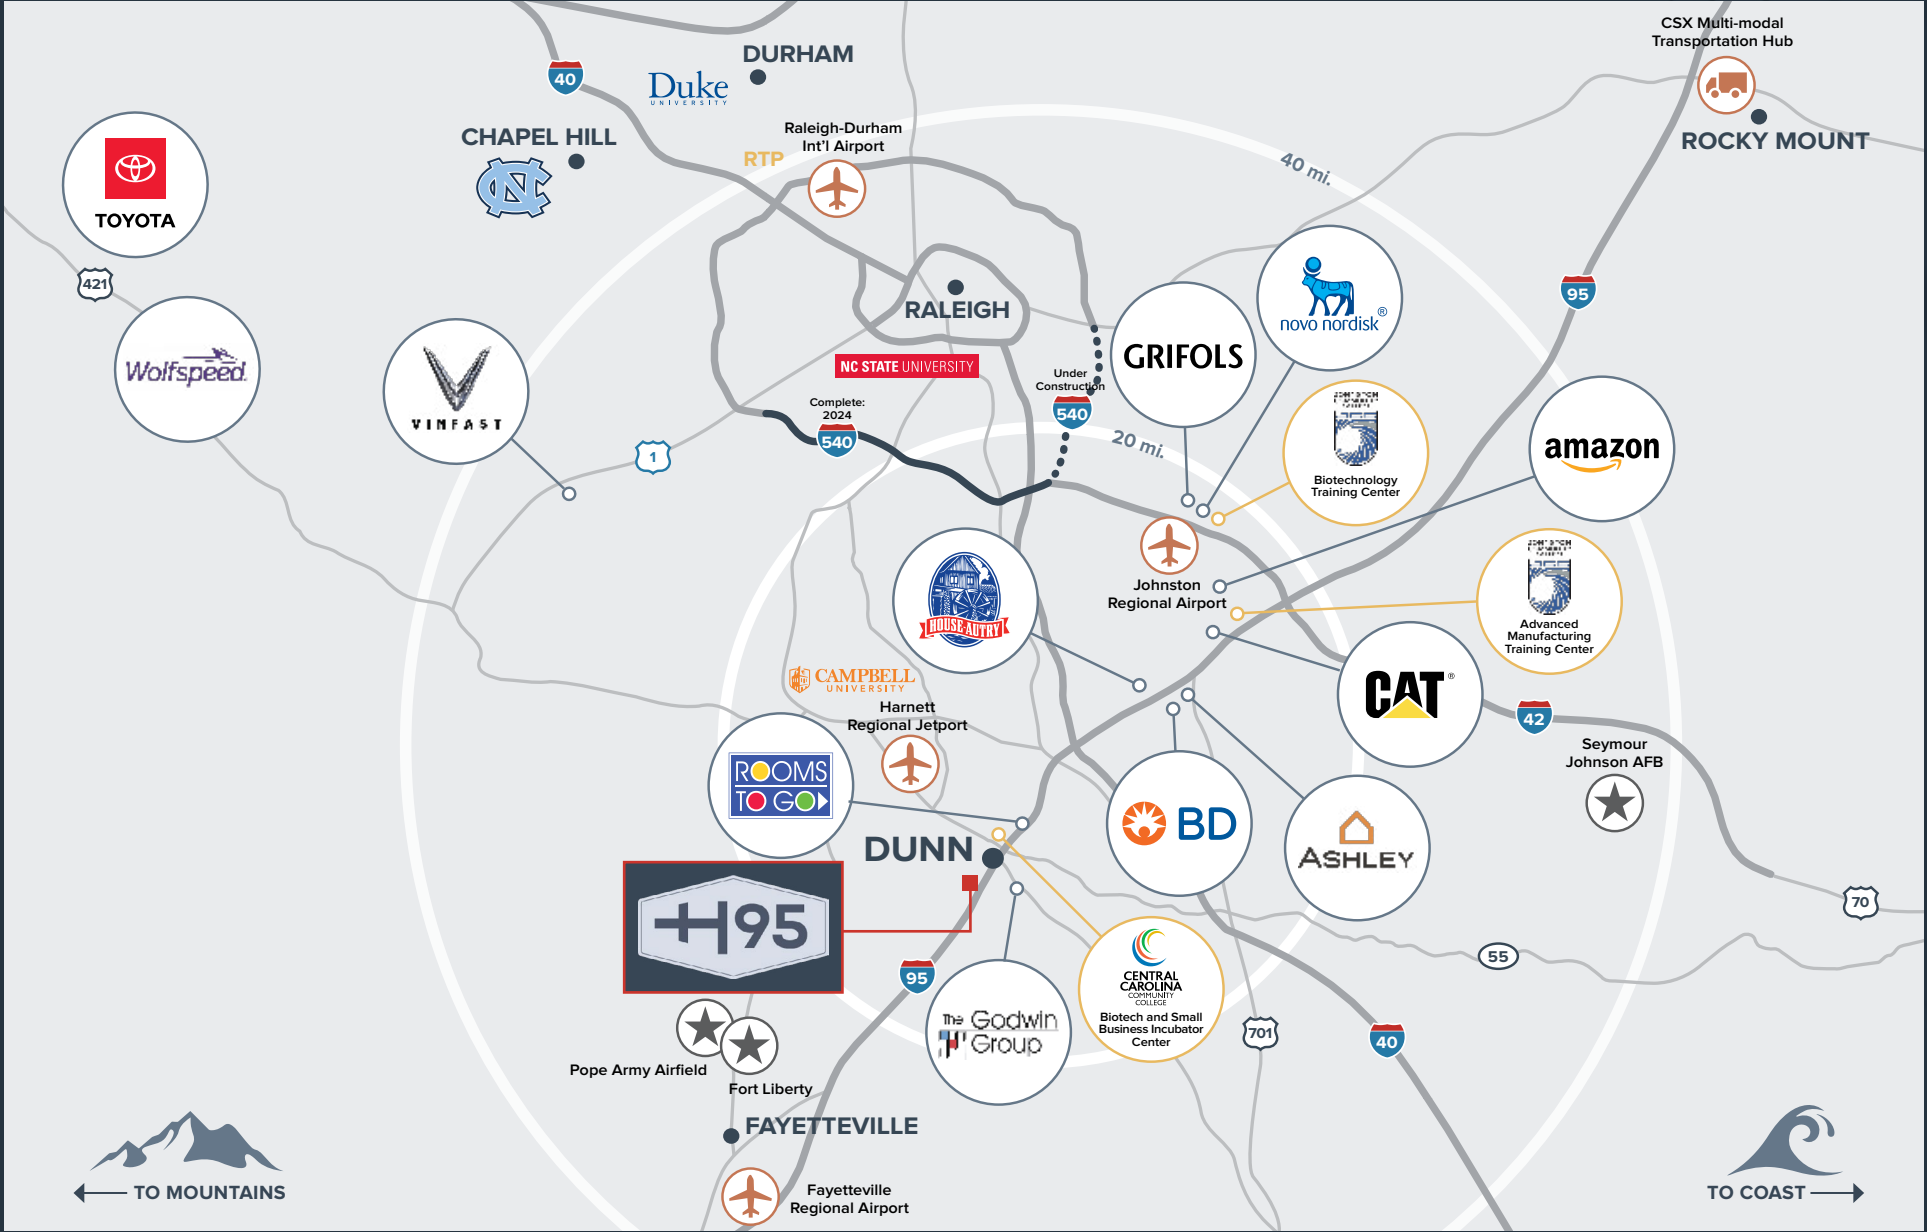 CSX Multi-modal
Transportation Hub
DURHAM
40
Duke
UNIVERSITY
CHAPEL HILL
Raleigh-Durham
Int'l Airport
RTP
ROCKY MOUNT
40 mi.
TOYOTA
421
95
novo nordisk®
RALEIGH
GRIFOLS
Wolfspeed.
NC STATE UNIVERSITY
Under
Construction
540
VINFAST
Complete:
2024
540
20 mi.
1
amazon
Biotechnology
Training Center
Johnston
Regional Airport
HOUSE-AUTRY
Advanced
Manufacturing
Training Center
CAMPBELL
UNIVERSITY
Harnett
Regional Jetport
CAT®
42
Seymour
Johnson AFB
ROOMS
TO GO
BD
DUNN
ASHLEY
H95
70
95
55
CENTRAL
CAROLINA
COMMUNITY
COLLEGE
Biotech and Small
Business Incubator
Center
The Godwin
Group
701
40
Pope Army Airfield
Fort Liberty
FAYETTEVILLE
Fayetteville
Regional Airport
TO MOUNTAINS
TO COAST